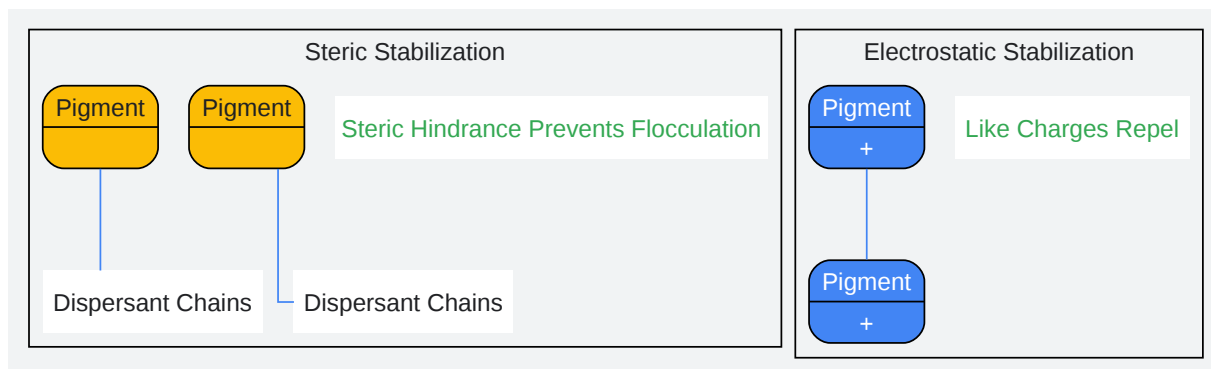 Steric Stabilization
Pigment
Pigment
Steric Hindrance Prevents Flocculation
Dispersant Chains
Dispersant Chains
Electrostatic Stabilization
Pigment
+
Like Charges Repel
Pigment
+